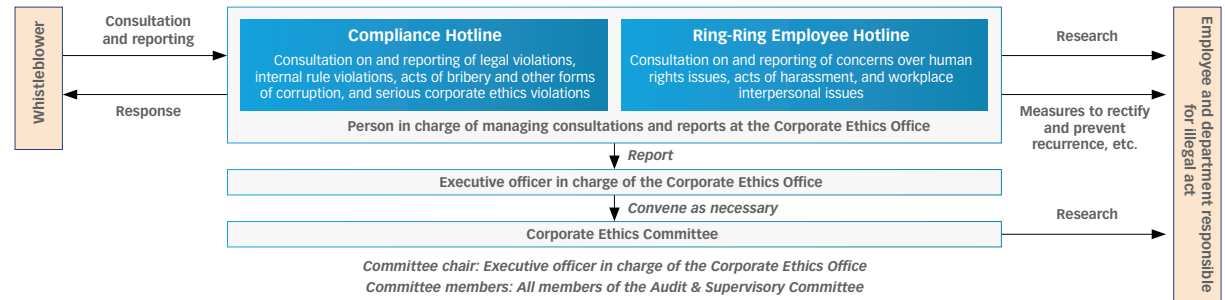 Whistleblower
Consultation
and reporting
Response
Compliance Hotline
Consultation on and reporting of legal violations,
internal rule violations, acts of bribery and other forms
of corruption, and serious corporate ethics violations
Ring-Ring Employee Hotline
Consultation on and reporting of concerns over human
rights issues, acts of harassment, and workplace
interpersonal issues
Person in charge of managing consultations and reports at the Corporate Ethics Office
Research
Measures to rectify
and prevent
recurrence, etc.
Employee and department responsible
for illegal act
Report
Executive officer in charge of the Corporate Ethics Office
Convene as necessary
Corporate Ethics Committee
Research
Committee chair: Executive officer in charge of the Corporate Ethics Office
Committee members: All members of the Audit & Supervisory Committee